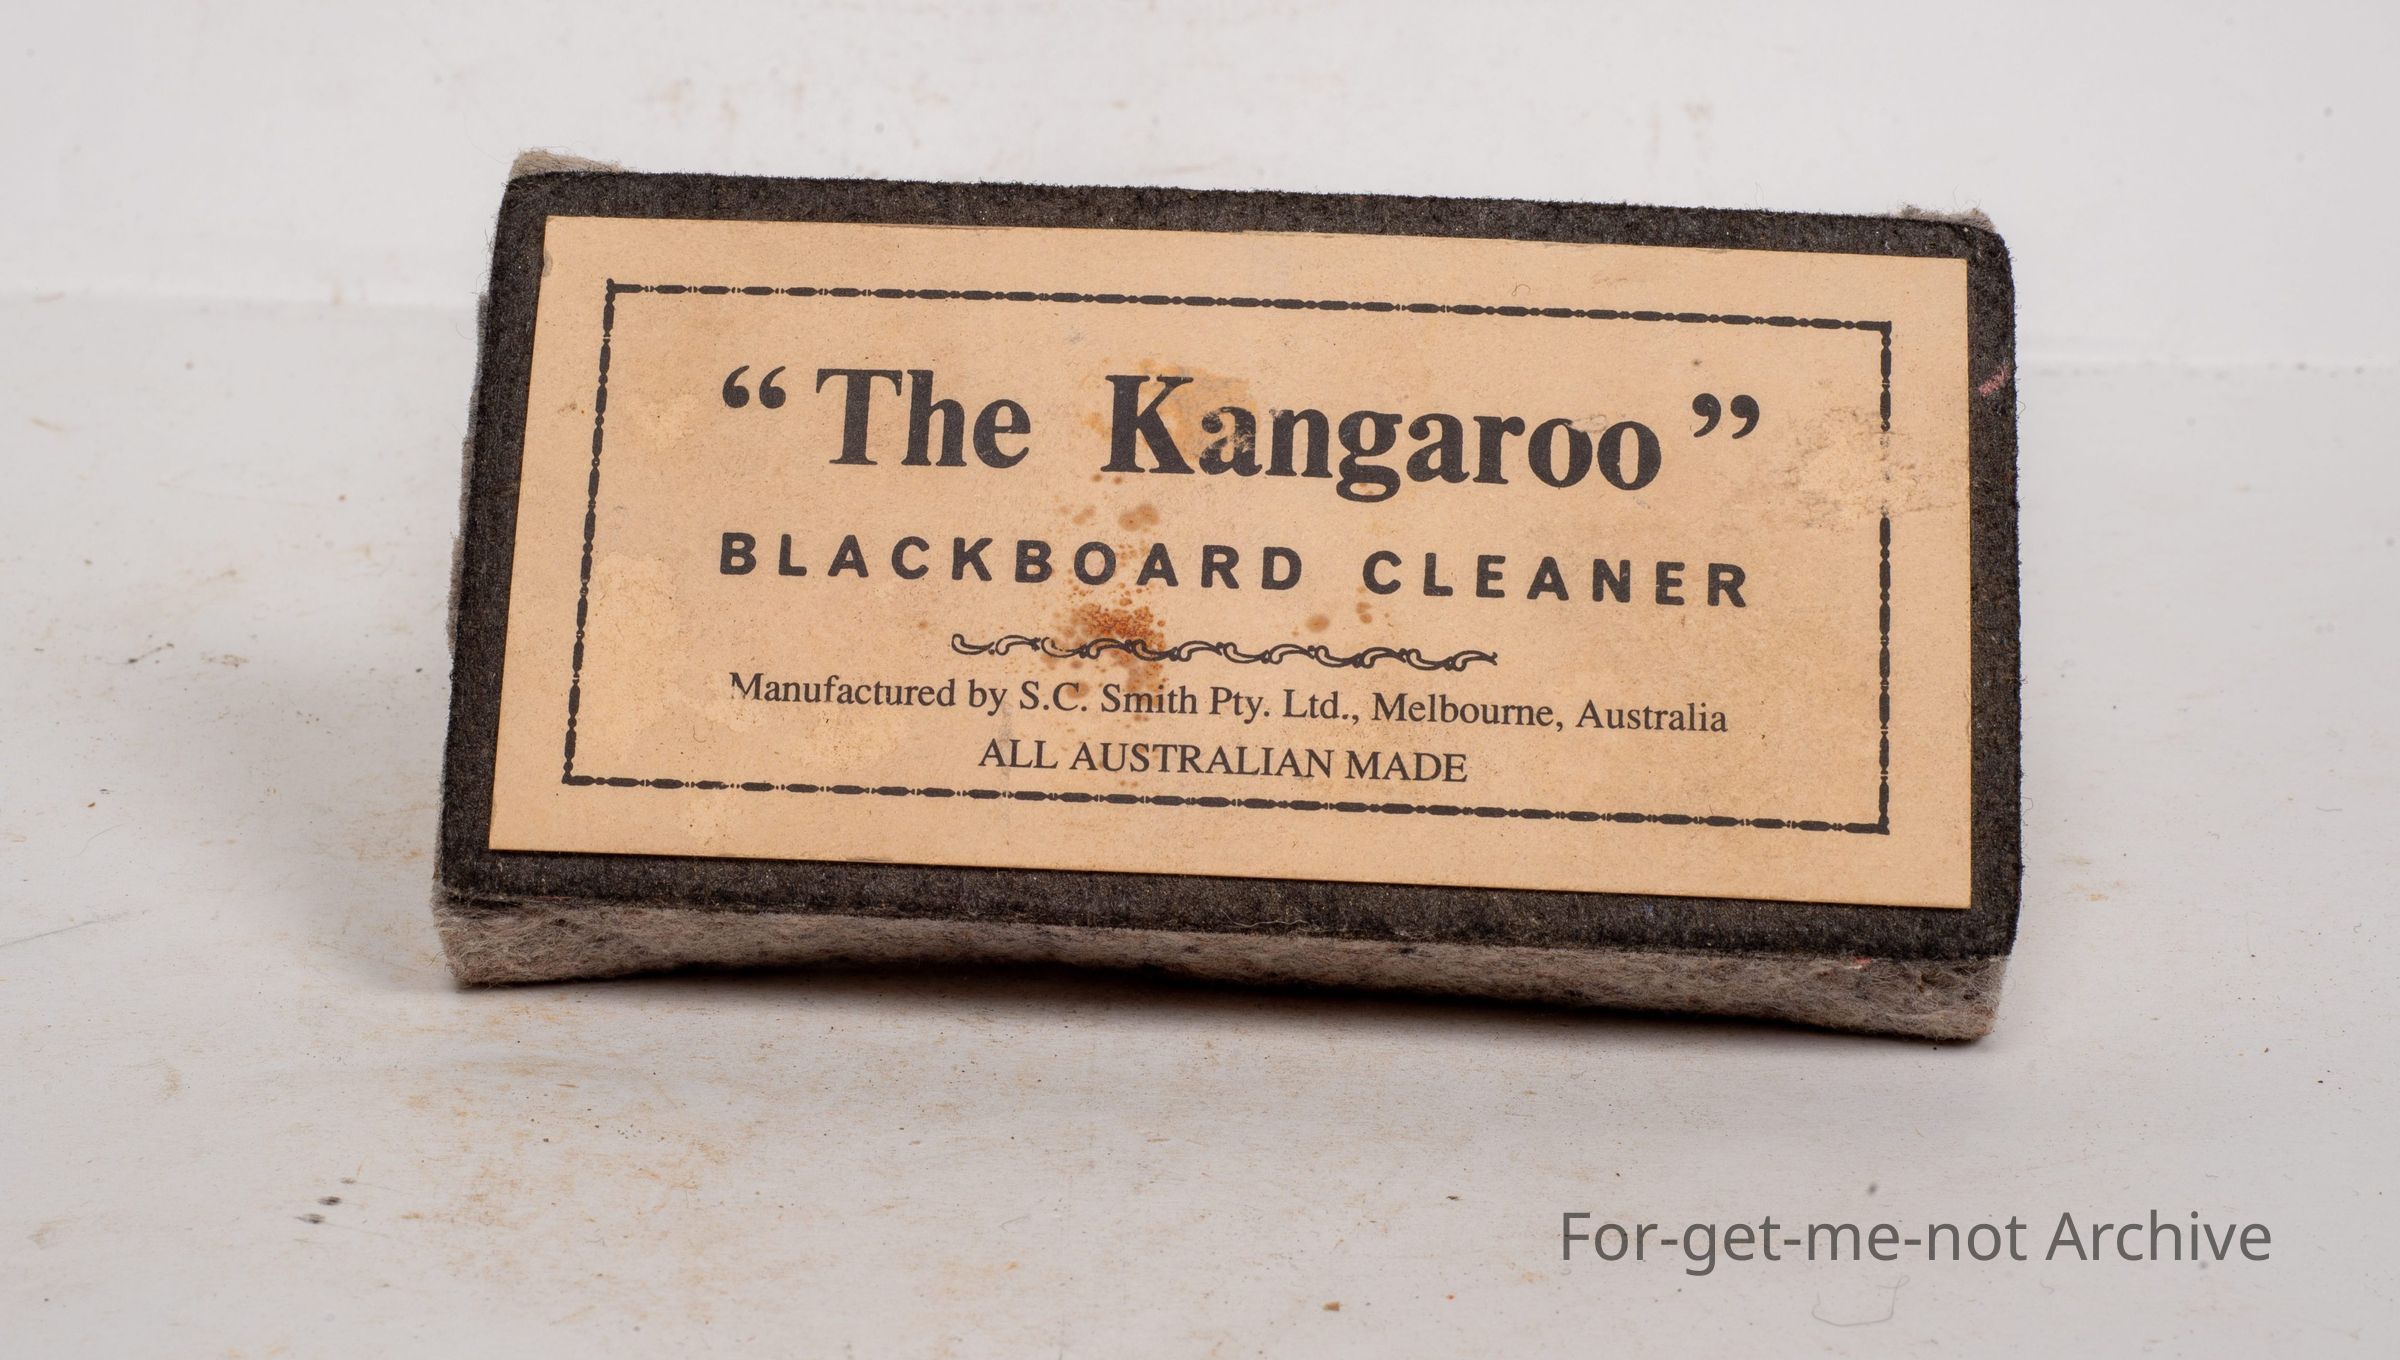 “The Kangaroo”
BLACKBOARD CLEANER
Manufactured by S.C. Smith Pty. Ltd., Melbourne, Australia
ALL AUSTRALIAN MADE
For-get-me-not Archive